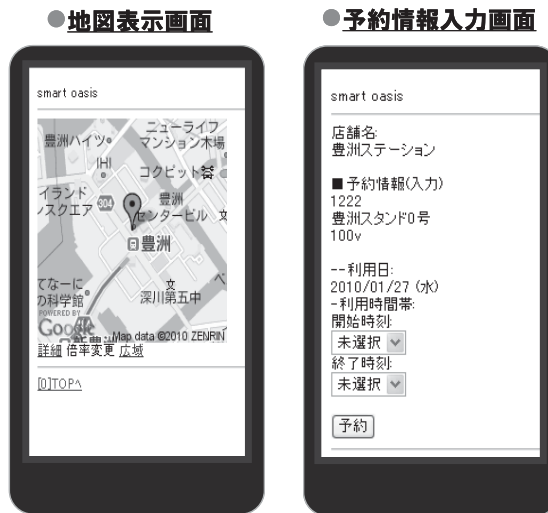 ●地図表示画面
smart oasis
ニューライフ
マンション木場
豊洲ハイツ
IHI
コクピット
イランド
ノスクエア
304
豊洲
センタービル
文
豊洲
てなーに
の科学館
文
深川第五中
POWERED BY
Google
Map data ©2010 ZENRIN
詳細 倍率変更 広域
[0]TOPへ
●予約情報入力画面
smart oasis
店舗名:
豊洲ステーション
■予約情報(入力)
1222
豊洲スタンド0号
100v
--利用日:
2010/01/27 (水)
-利用時間帯:
開始時刻:
未選択
終了時刻:
未選択
予約